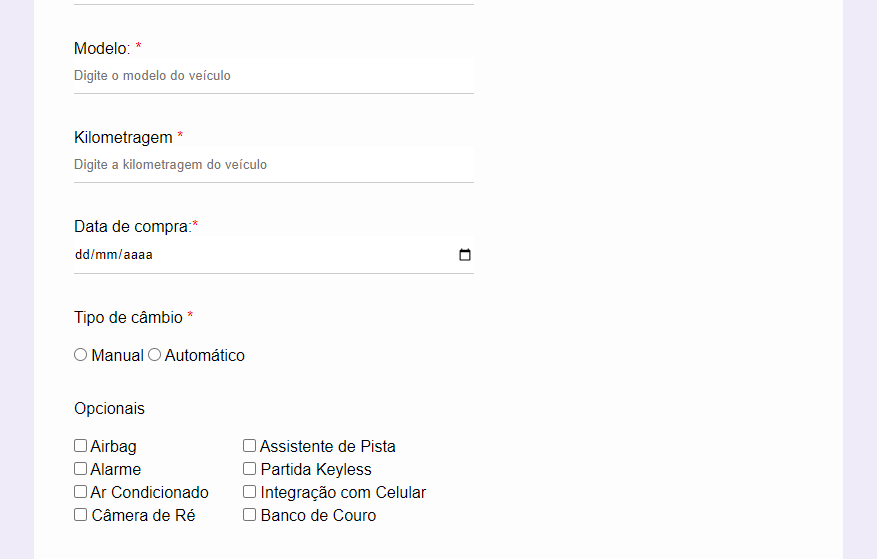 Modelo: *
Digite o modelo do veículo
Kilometragem *
Digite a kilometragem do veículo
Data de compra:*
dd/mm/aaaa
Tipo de câmbio *
Manual Automático
Opcionais
Airbag
Alarme
Ar Condicionado
Câmera de Ré
Assistente de Pista
Partida Keyless
Integração com Celular
Banco de Couro